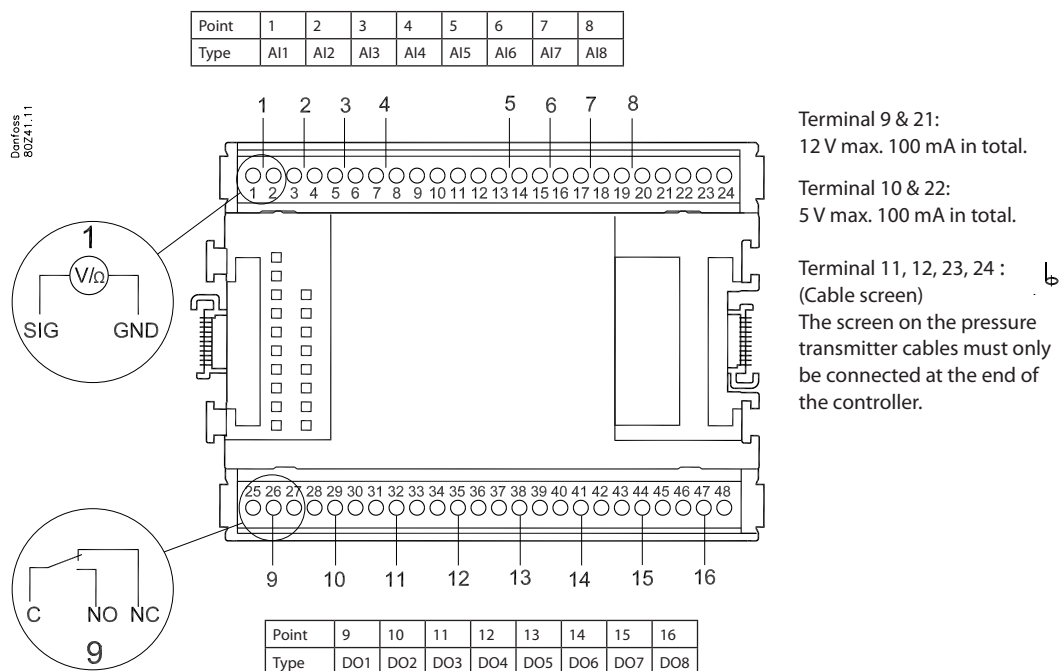 Point 1 2 3 4 5 6 7 8
Type AI1 AI2 AI3 AI4 AI5 AI6 AI7 AI8
Danfoss
80Z41.11
1 2 3 4 5 6 7 8
1 2 3 4 5 6 7 8 9 10 11 12 13 14 15 16 17 18 19 20 21 22 23 24
1
V/Ω
SIG GND
Terminal 9 & 21:
12 V max. 100 mA in total.
Terminal 10 & 22:
5 V max. 100 mA in total.
Terminal 11, 12, 23, 24 :
(Cable screen)
The screen on the pressure
transmitter cables must only
be connected at the end of
the controller.
25 26 27 28 29 30 31 32 33 34 35 36 37 38 39 40 41 42 43 44 45 46 47 48
9 10 11 12 13 14 15 16
C NO NC
9
Point 9 10 11 12 13 14 15 16
Type DO1 DO2 DO3 DO4 DO5 DO6 DO7 DO8